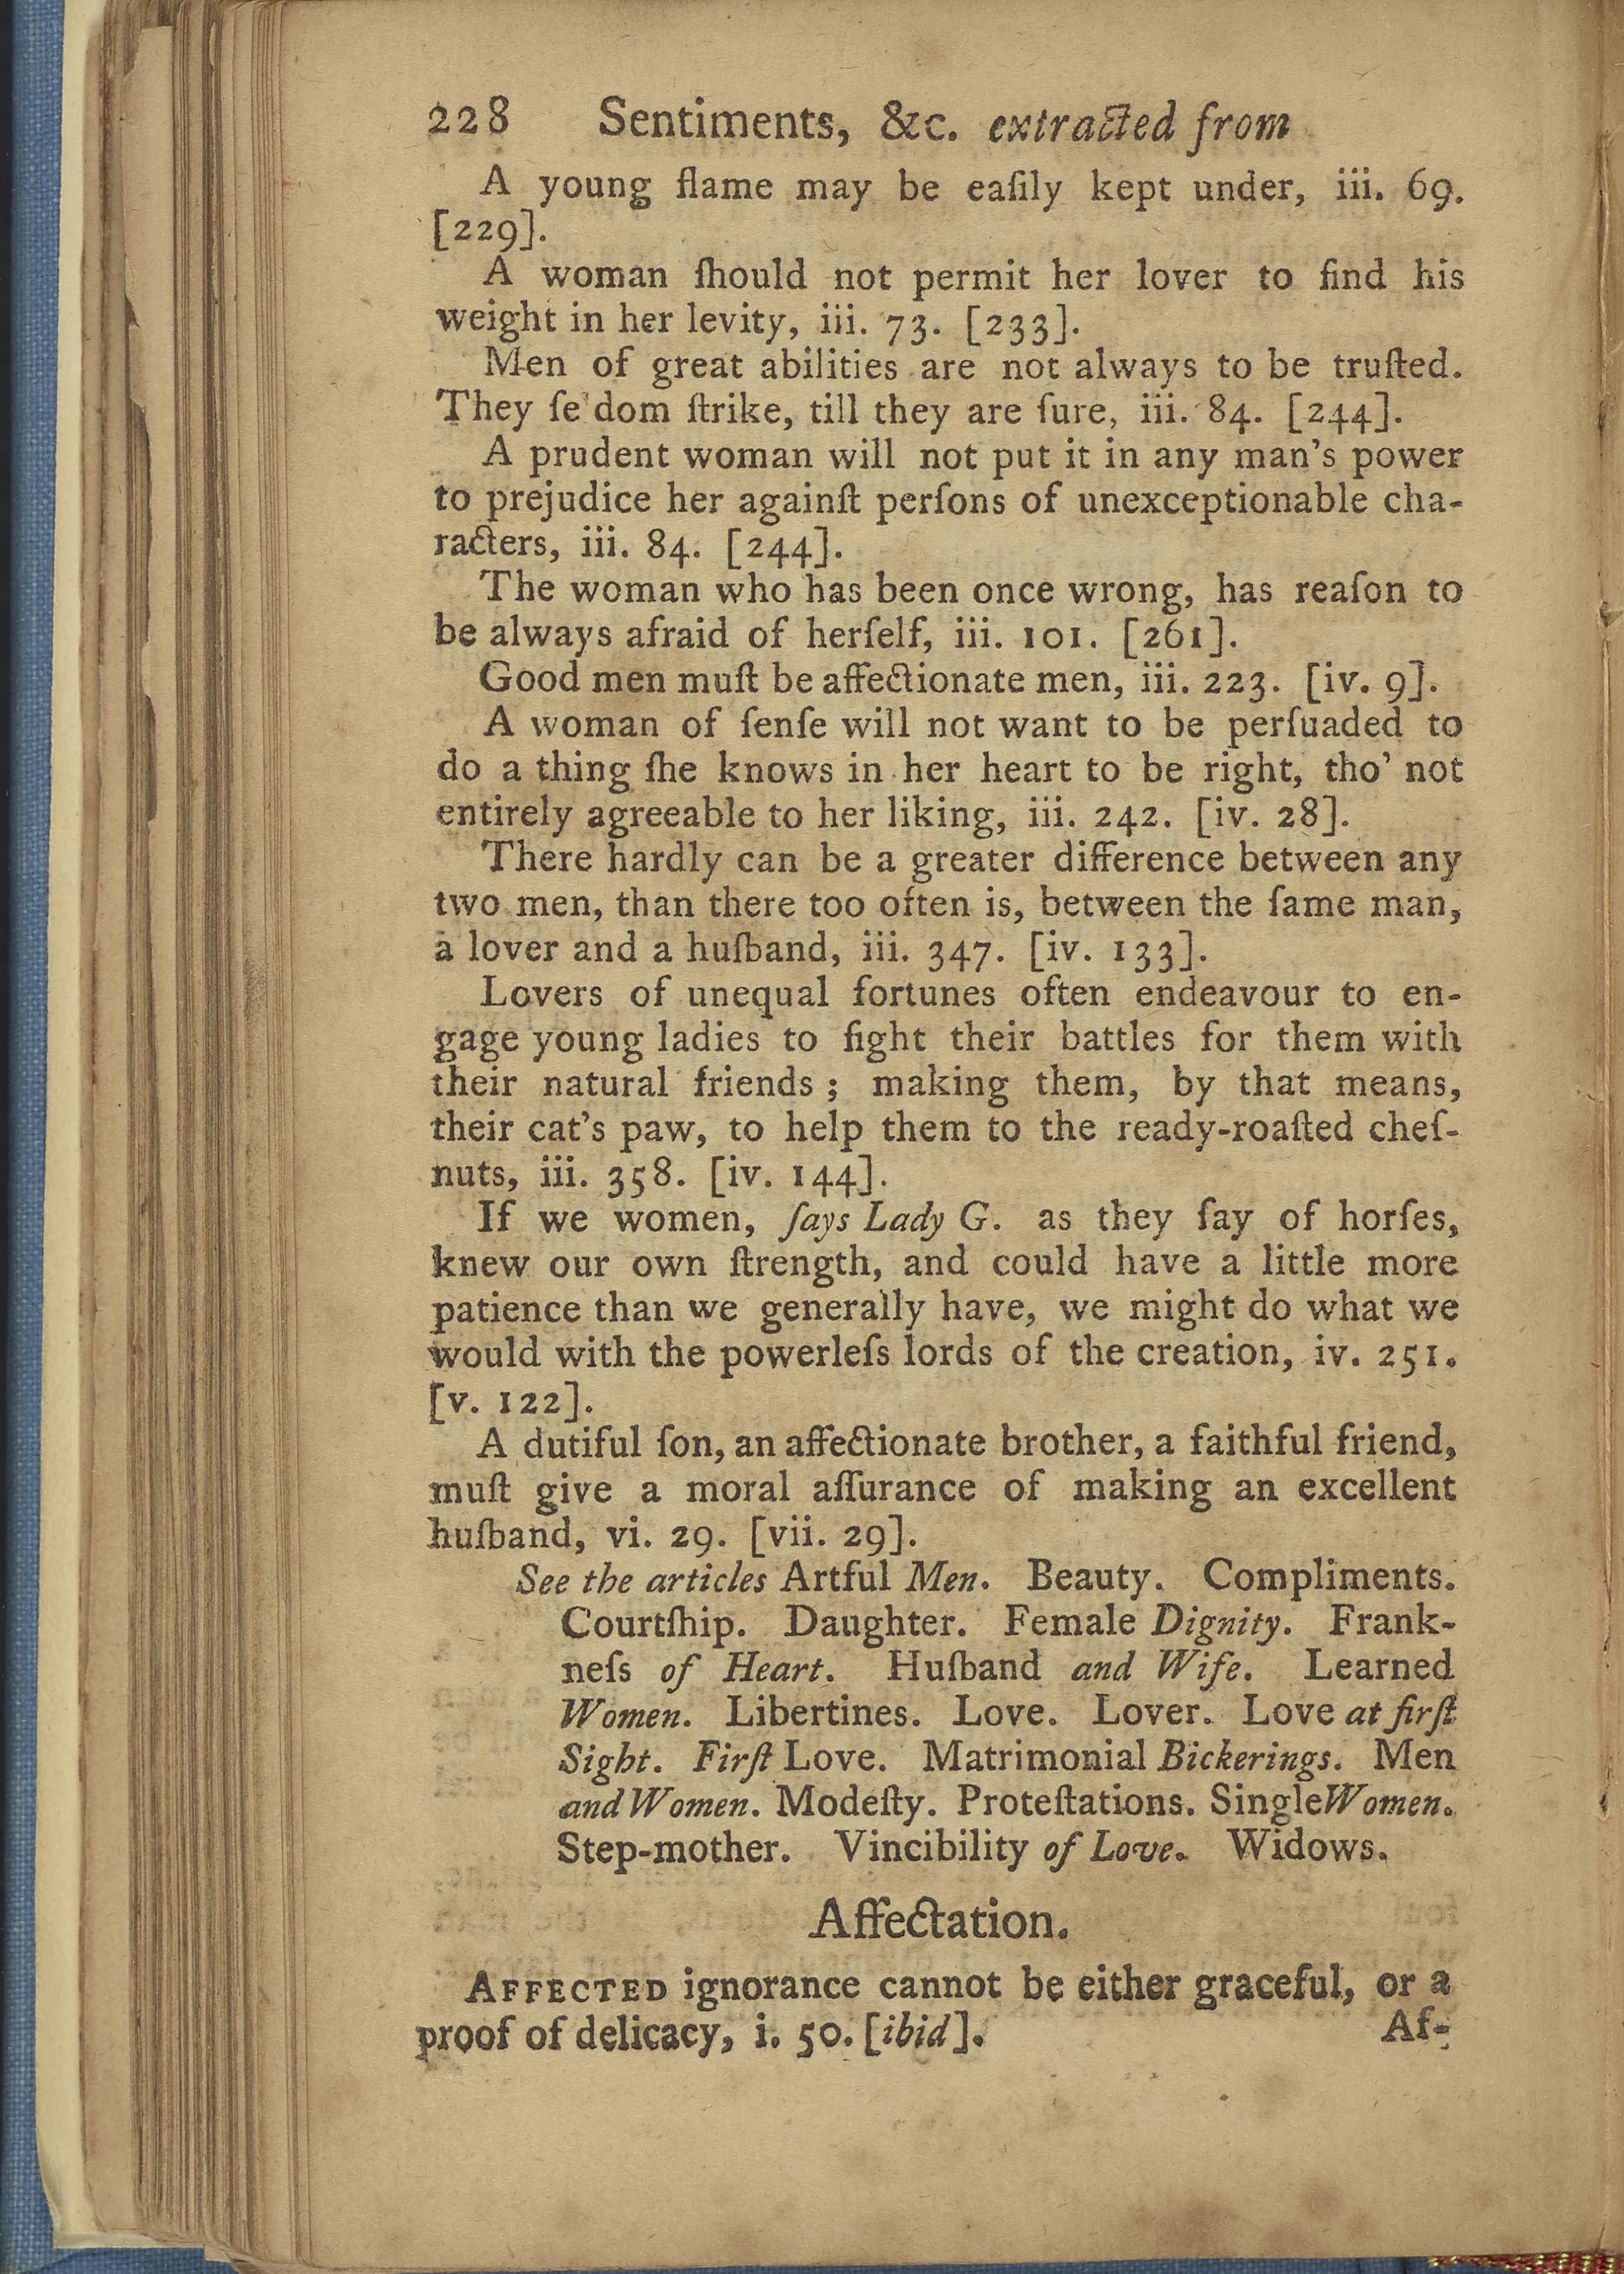 228 Sentiments, &c. extracted from
A young flame may be eaſily kept under, iii. 69.
[229].
A woman ſhould not permit her lover to find his
weight in her levity, iii. 73. [233].
Men of great abilities are not always to be truſted.
They ſe'dom ſtrike, till they are ſure, iii. 84. [244].
A prudent woman will not put it in any man's power
to prejudice her againſt perſons of unexceptionable cha-
racters, iii. 84. [244].
The woman who has been once wrong, has reaſon to
be always afraid of herſelf, iii. 101. [261].
Good men muſt be affectionate men, iii. 223. [iv. 9].
A woman of ſenſe will not want to be perſuaded to
do a thing ſhe knows in her heart to be right, tho' not
entirely agreeable to her liking, iii. 242. [iv. 28].
There hardly can be a greater difference between any
two men, than there too often is, between the ſame man,
a lover and a huſband, iii. 347. [iv. 133].
Lovers of unequal fortunes often endeavour to en-
gage young ladies to fight their battles for them with
their natural friends ; making them, by that means,
their cat's paw, to help them to the ready-roaſted cheſ-
nuts, iii. 358. [iv. 144].
If we women, ſays Lady G. as they ſay of horſes,
knew our own ſtrength, and could have a little more
patience than we generally have, we might do what we
would with the powerleſs lords of the creation, iv. 251.
[v. 122].
A dutiful ſon, an affectionate brother, a faithful friend,
muſt give a moral aſſurance of making an excellent
huſband, vi. 29. [vii. 29].
See the articles Artful Men. Beauty. Compliments.
Courtſhip. Daughter. Female Dignity. Frank-
neſs of Heart. Huſband and Wife. Learned
Women. Libertines. Love. Lover. Love at firſt
Sight. Firſt Love. Matrimonial Bickerings. Men
and Women. Modeſty. Proteſtations. Single Women.
Step-mother. Vincibility of Love. Widows.
Affectation.
AFFECTED ignorance cannot be either graceful, or a
proof of delicacy, i. 50. [ibid].
Af-